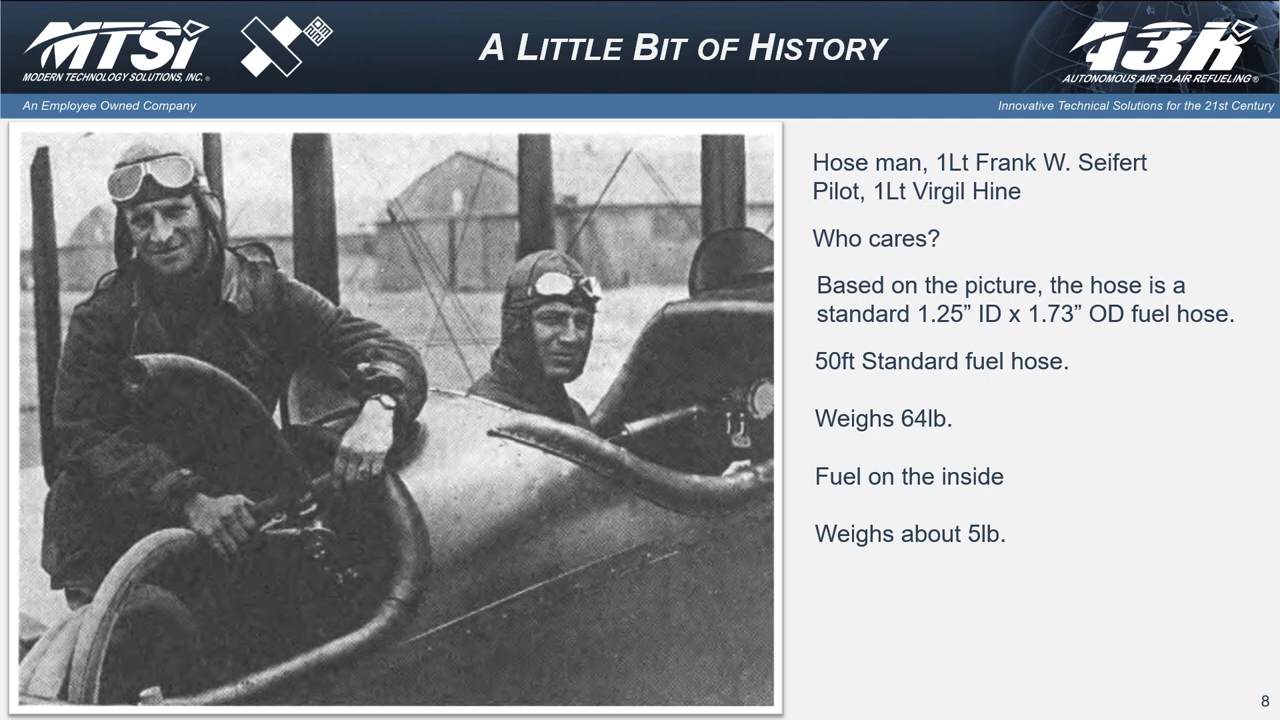 MTSi
MODERN TECHNOLOGY SOLUTIONS, INC.®
A LITTLE BIT OF HISTORY
A3R
AUTONOMOUS AIR TO AIR REFUELING®
An Employee Owned Company
Innovative Technical Solutions for the 21st Century
Hose man, 1Lt Frank W. Seifert
Pilot, 1Lt Virgil Hine
Who cares?
Based on the picture, the hose is a
standard 1.25” ID x 1.73” OD fuel hose.
50ft Standard fuel hose.
Weighs 64lb.
Fuel on the inside
Weighs about 5lb.
8